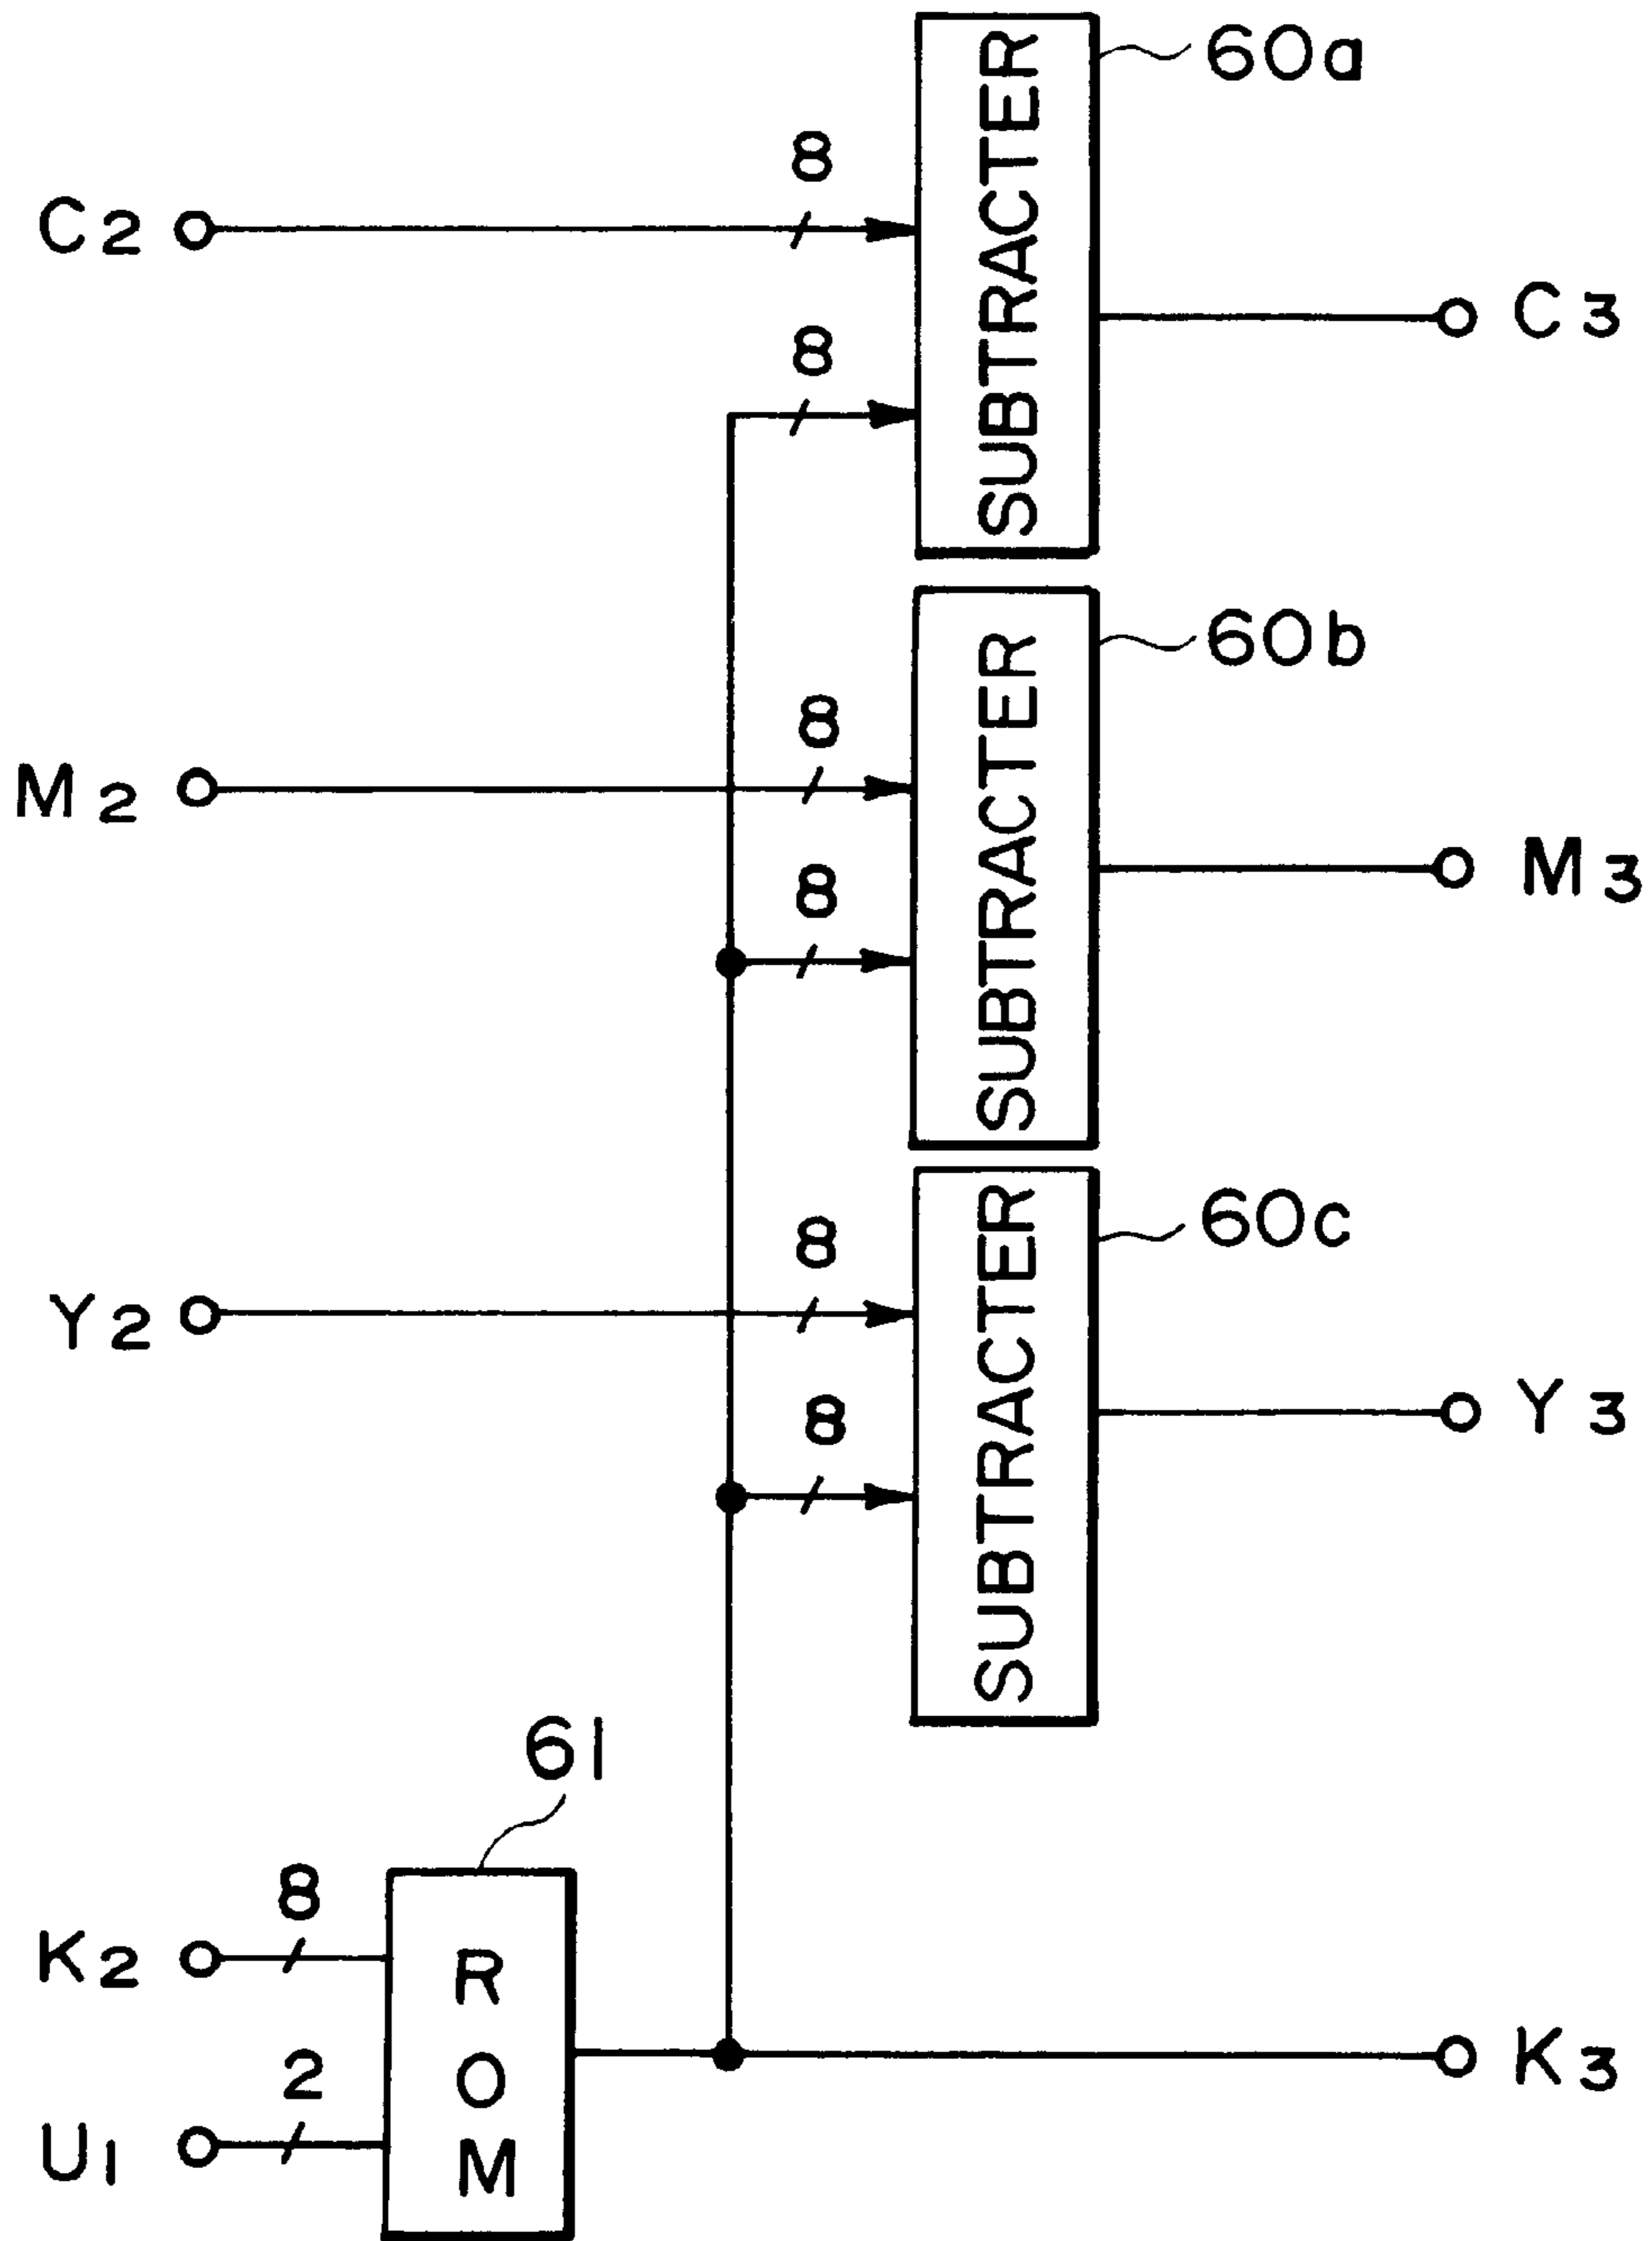 60a
SUBTRACTER
8
C2
8
C3
60b
SUBTRACTER
8
M2
8
M3
60c
SUBTRACTER
8
Y2
8
Y3
61
8
K2
ROM
2
K3
U1